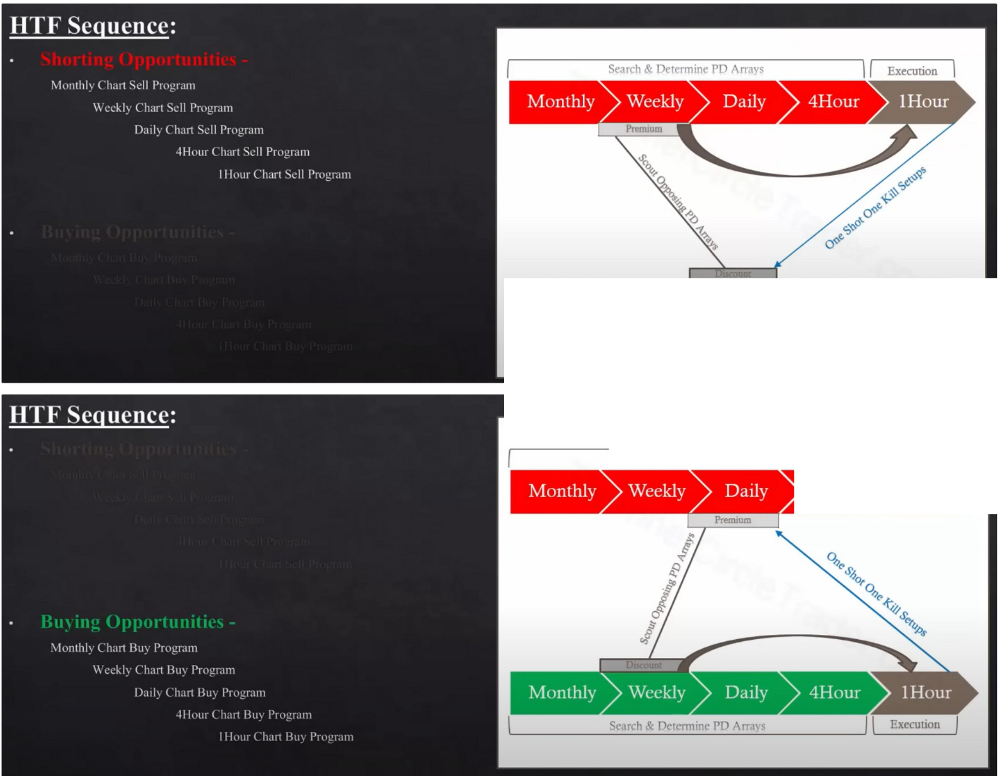 HTF Sequence:
Shorting Opportunities -
Monthly Chart Sell Program
Weekly Chart Sell Program
Daily Chart Sell Program
4Hour Chart Sell Program
1Hour Chart Sell Program
Buying Opportunities -
Monthly Chart Buy Program
Weekly Chart Buy Program
Daily Chart Buy Program
4Hour Chart Buy Program
1Hour Chart Buy Program
Search & Determine PD Arrays
Execution
Monthly Weekly Daily 4Hour 1Hour
Premium
Scout Opposing PD Arrays
One Shot One Kill Setups
Discount
HTF Sequence:
Shorting Opportunities -
Monthly Chart Sell Program
Weekly Chart Sell Program
Daily Chart Sell Program
4Hour Chart Sell Program
1Hour Chart Sell Program
Buying Opportunities -
Monthly Chart Buy Program
Weekly Chart Buy Program
Daily Chart Buy Program
4Hour Chart Buy Program
1Hour Chart Buy Program
Monthly Weekly Daily
Premium
Scout Opposing PD Arrays
One Shot One Kill Setups
Discount
Monthly Weekly Daily 4Hour 1Hour
Search & Determine PD Arrays
Execution